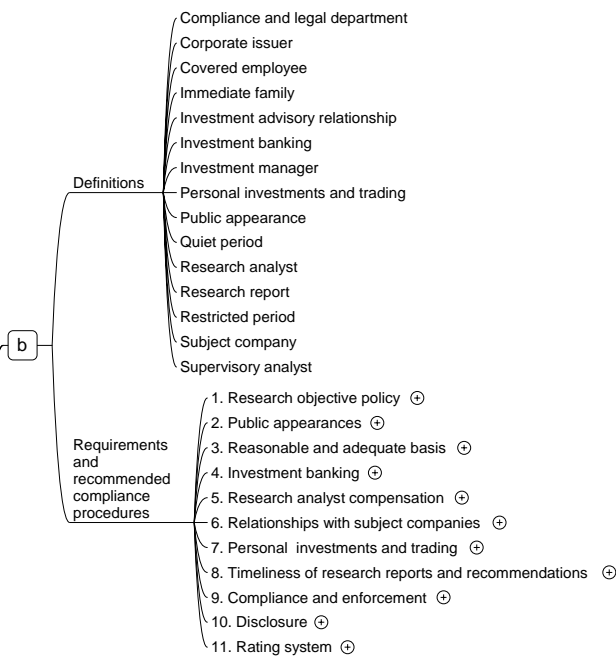 Compliance and legal department
Corporate issuer
Covered employee
Immediate family
Investment advisory relationship
Investment banking
Investment manager
Definitions
Personal investments and trading
Public appearance
Quiet period
Research analyst
Research report
Restricted period
Subject company
Supervisory analyst
b
Requirements
and
recommended
compliance
procedures
1. Research objective policy
2. Public appearances
3. Reasonable and adequate basis
4. Investment banking
5. Research analyst compensation
6. Relationships with subject companies
7. Personal investments and trading
8. Timeliness of research reports and recommendations
9. Compliance and enforcement
10. Disclosure
11. Rating system